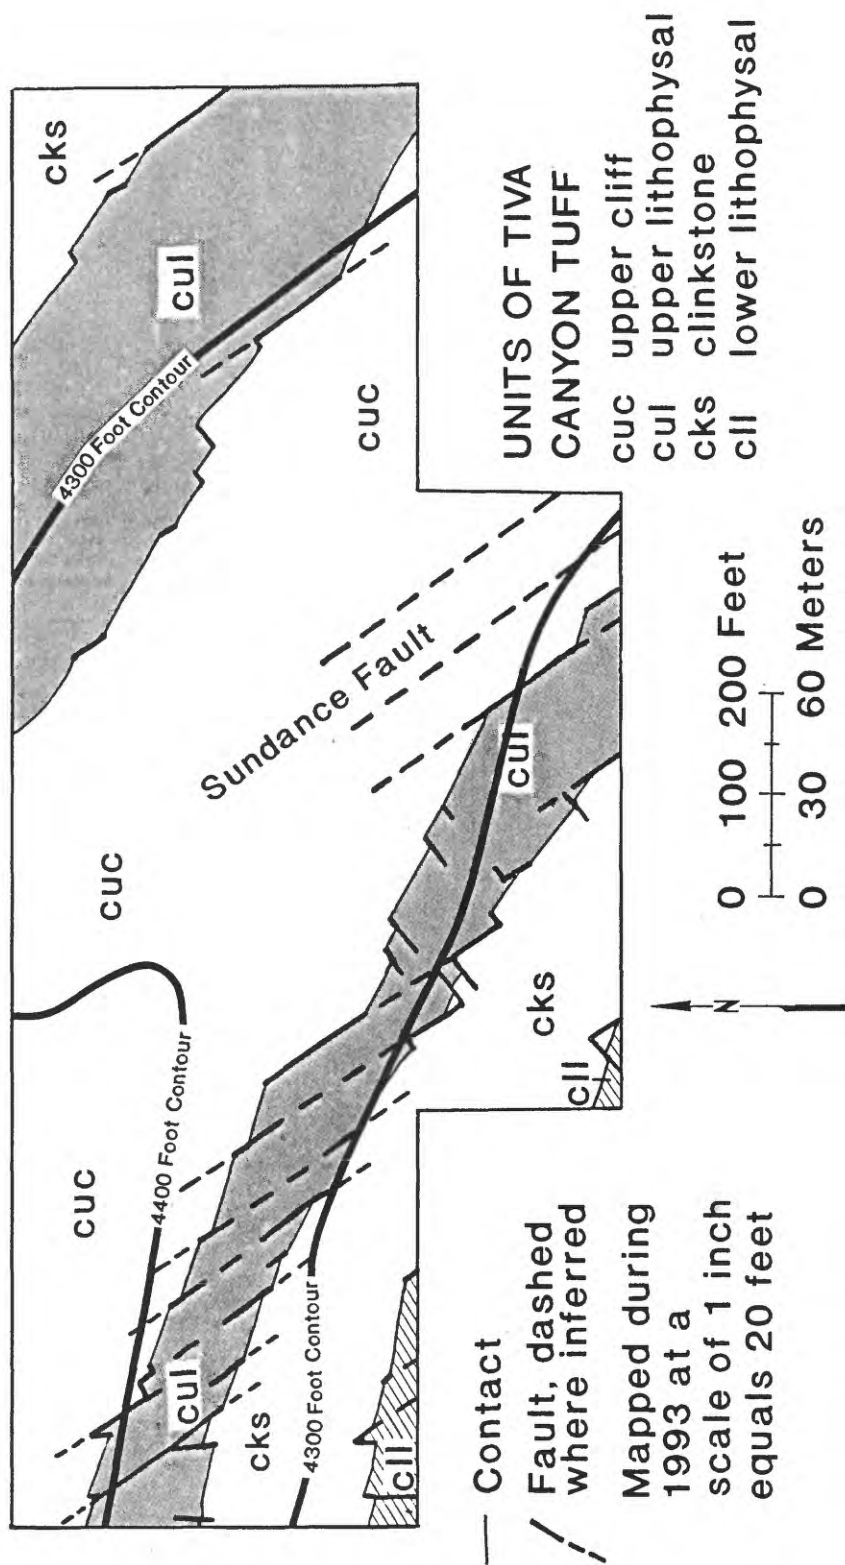 cuc
4400 Foot Contour
cul
cks
4300 Foot Contour
cll
cuc
Sundance Fault
cul
cks
cll
4300 Foot Contour
cul
cks
cuc
Contact
Fault, dashed
where inferred
Mapped during
1993 at a
scale of 1 inch
equals 20 feet
N
0 100 200 Feet
0 30 60 Meters
UNITS OF TIVA
CANYON TUFF
cuc upper cliff
cul upper lithophysal
cks clinkstone
cll lower lithophysal